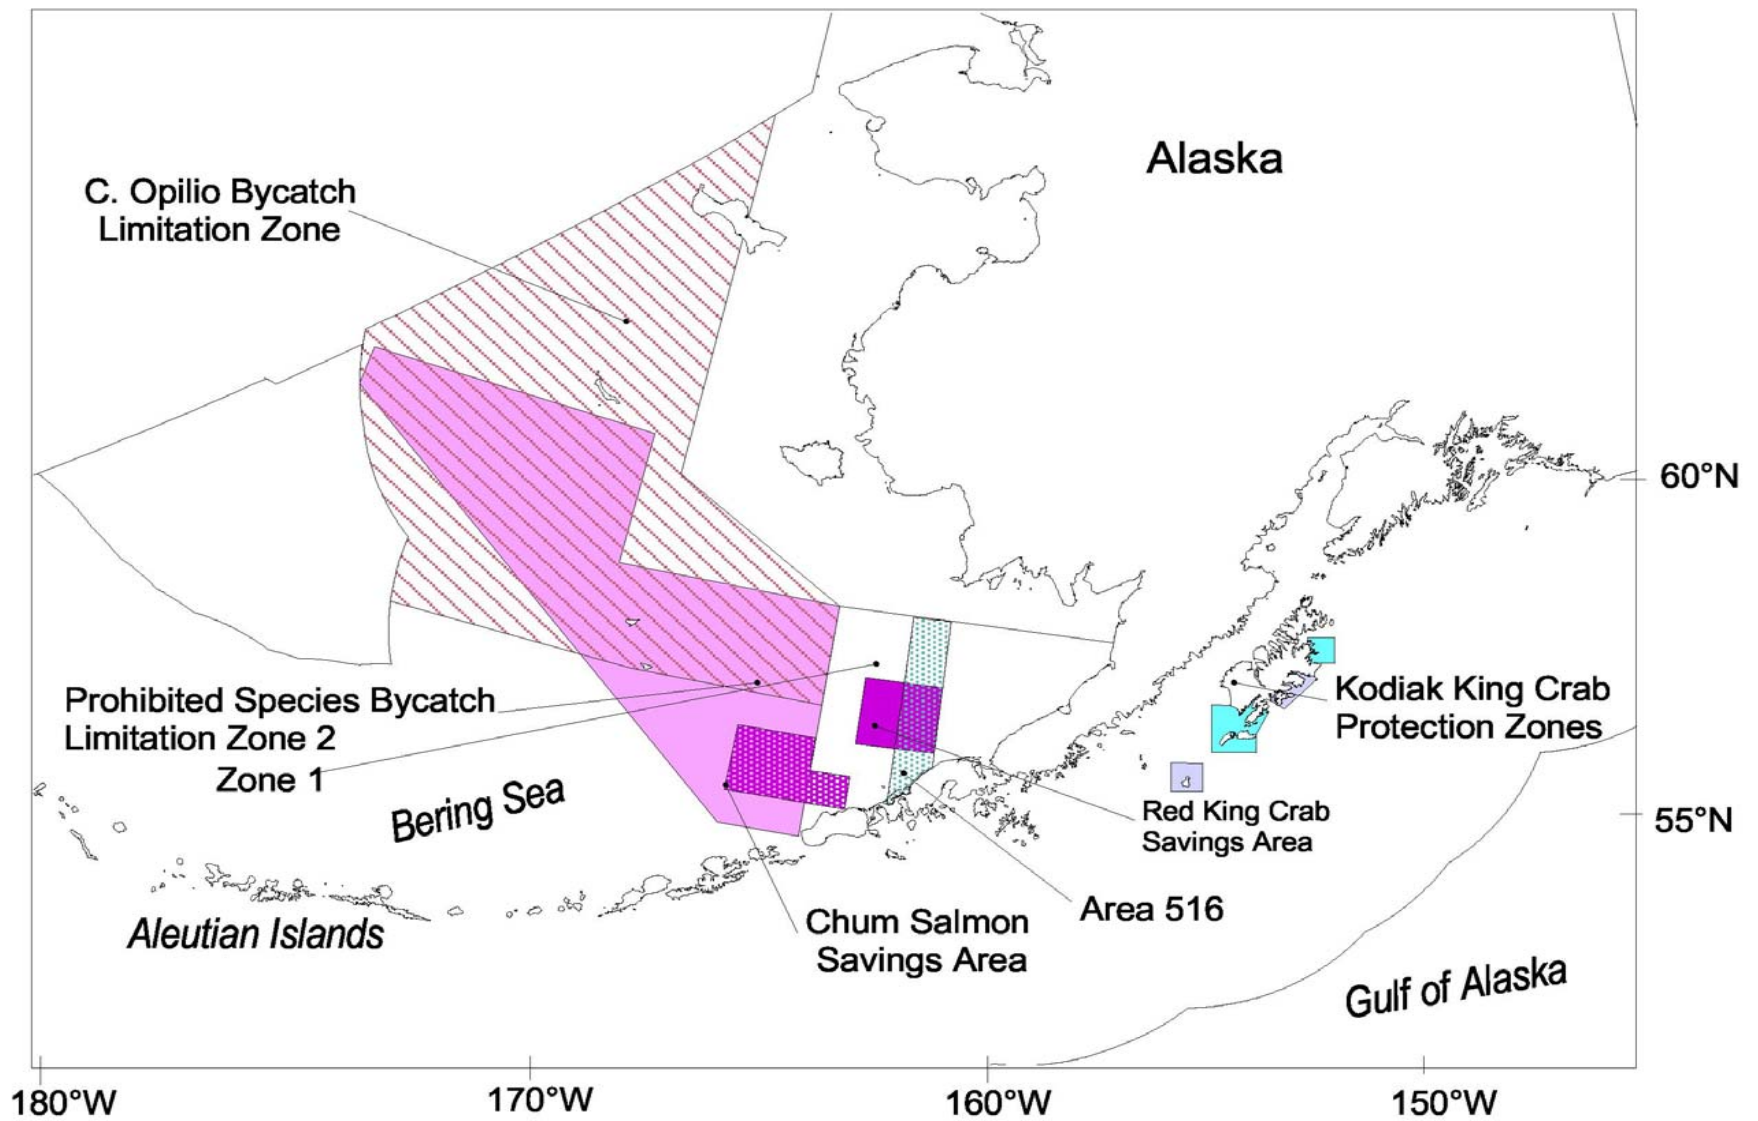 Alaska
C. Opilio Bycatch
Limitation Zone
60°N
Prohibited Species Bycatch
Limitation Zone 2
Zone 1
Kodiak King Crab
Protection Zones
Bering Sea
Red King Crab
Savings Area
55°N
Area 516
Aleutian Islands
Chum Salmon
Savings Area
Gulf of Alaska
180°W
170°W
160°W
150°W